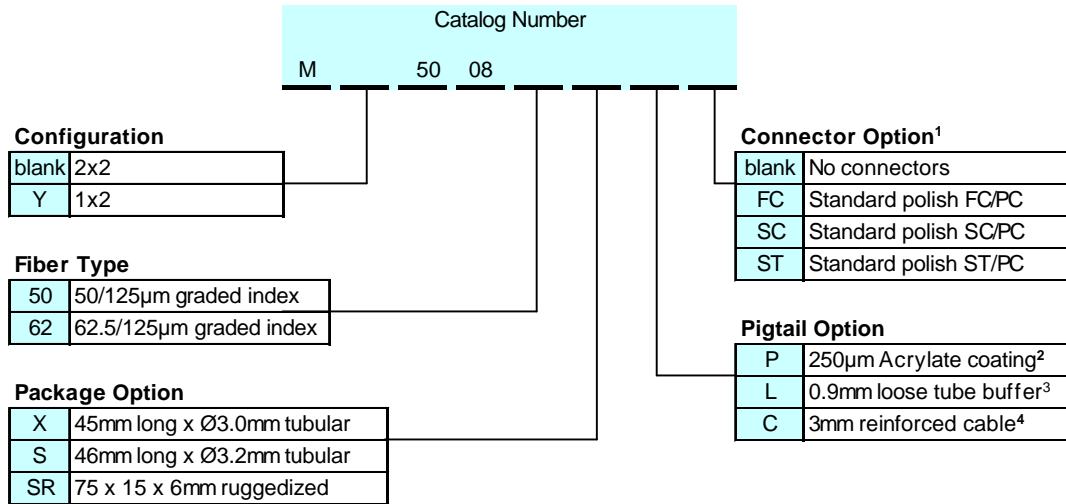 Catalog Number
M 50 08
Configuration
blank 2x2
Y 1x2
Fiber Type
50 50/125µm graded index
62 62.5/125µm graded index
Package Option
X 45mm long x Ø3.0mm tubular
S 46mm long x Ø3.2mm tubular
SR 75 x 15 x 6mm ruggedized
Connector Option¹
blank No connectors
FC Standard polish FC/PC
SC Standard polish SC/PC
ST Standard polish ST/PC
Pigtail Option
P 250µm Acrylate coating²
L 0.9mm loose tube buffer³
C 3mm reinforced cable⁴